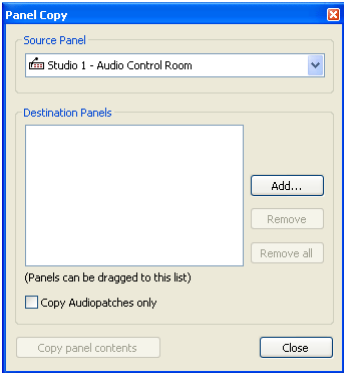 Panel Copy
Source Panel
Studio 1 - Audio Control Room
Destination Panels
Add...
Remove
Remove all
(Panels can be dragged to this list)
Copy Audiopatches only
Copy panel contents
Close